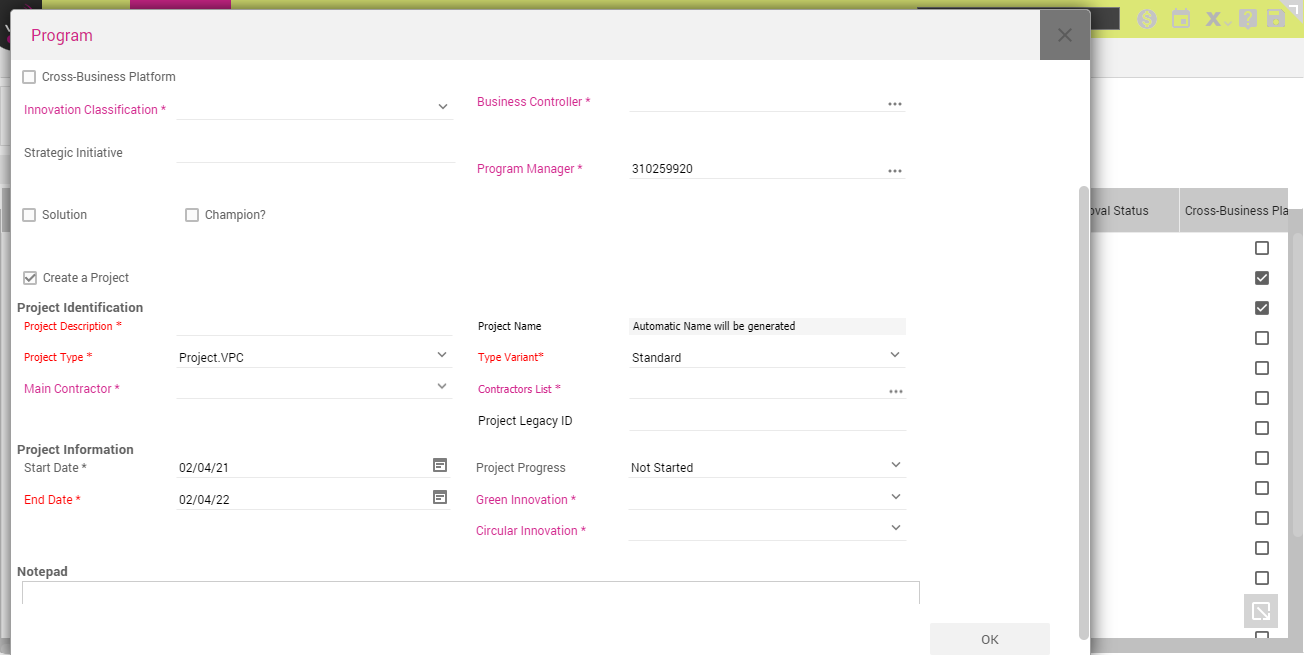 Program
Cross-Business Platform
Innovation Classification *
Business Controller *
Strategic Initiative
Program Manager * 310259920
Solution Champion?
Create a Project
Project Identification
Project Description * Project Name Automatic Name will be generated
Project Type * Project.VPC Type Variant* Standard
Main Contractor * Contractors List *
Project Legacy ID
Project Information
Start Date * 02/04/21 Project Progress Not Started
End Date * 02/04/22 Green Innovation *
Circular Innovation *
Notepad
OK
Status Cross-Business